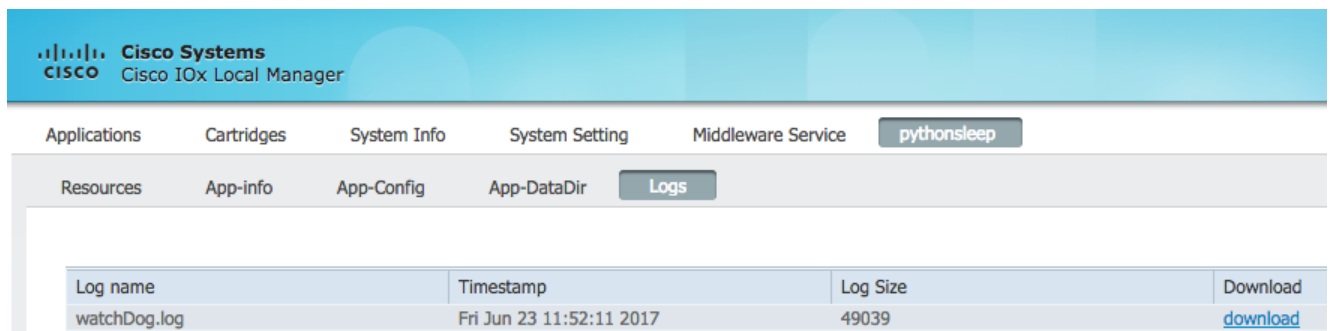 Cisco Systems
CISCO Cisco IOx Local Manager
Applications Cartridges System Info System Setting Middleware Service pythonsleep
Resources App-info App-Config App-DataDir Logs
Log name Timestamp Log Size Download
watchDog.log Fri Jun 23 11:52:11 2017 49039 download